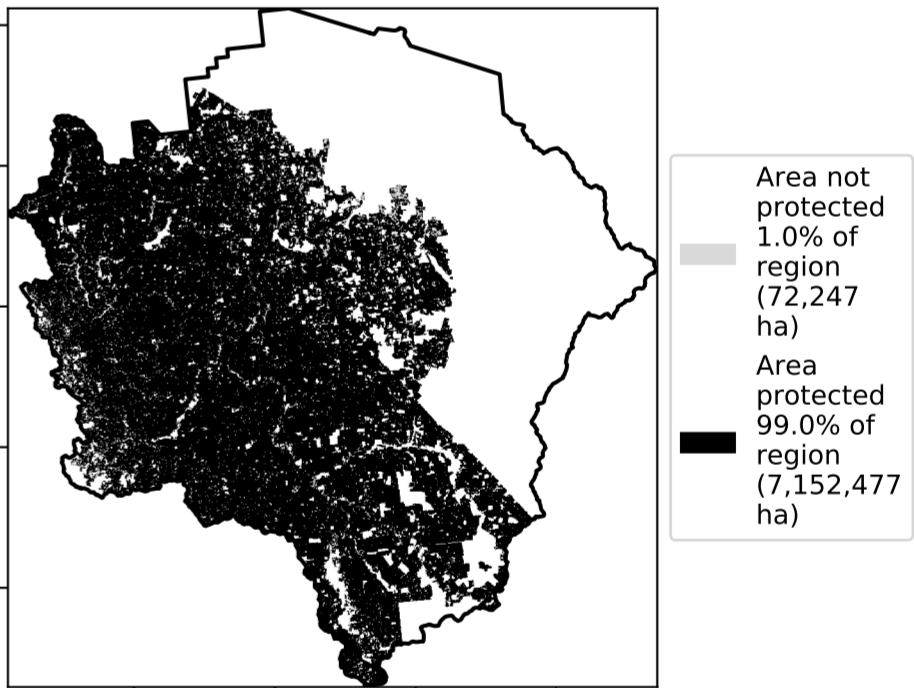 Area not
protected
1.0% of
region
(72,247
ha)
Area
protected
99.0% of
region
(7,152,477
ha)